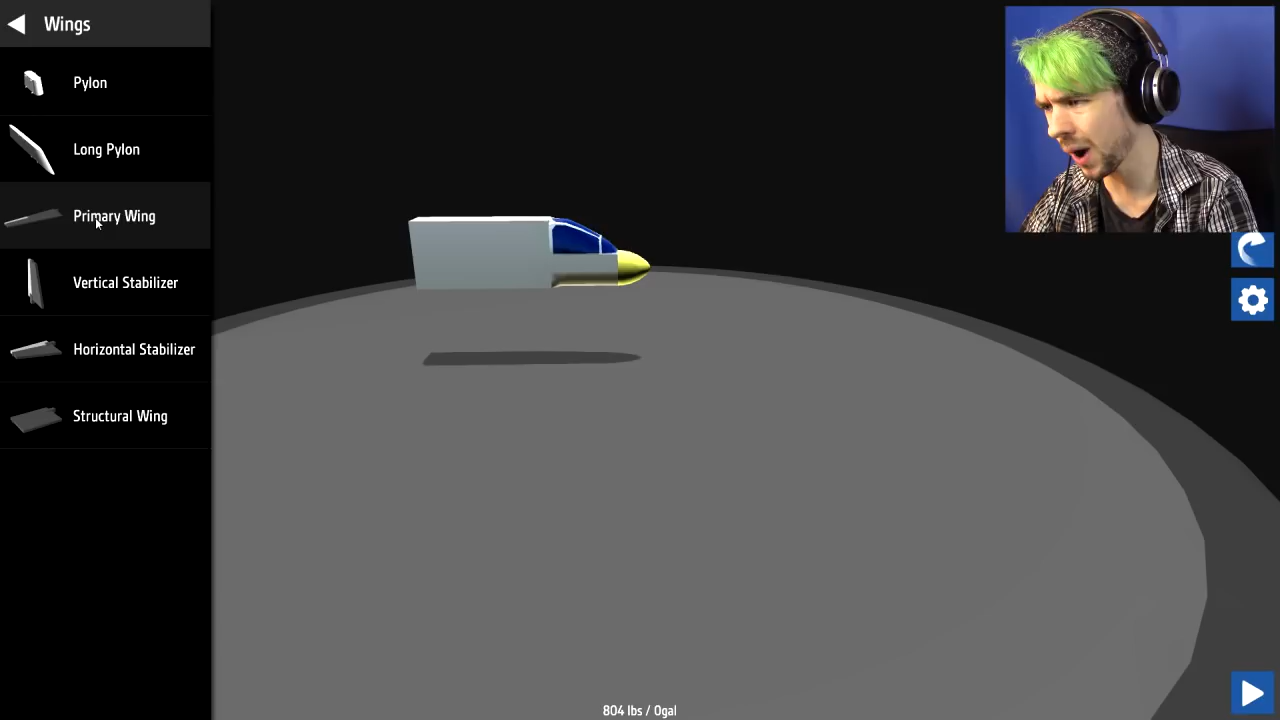 Wings
Pylon
Long Pylon
Primary Wing
Vertical Stabilizer
Horizontal Stabilizer
Structural Wing
804 lbs / 0gal